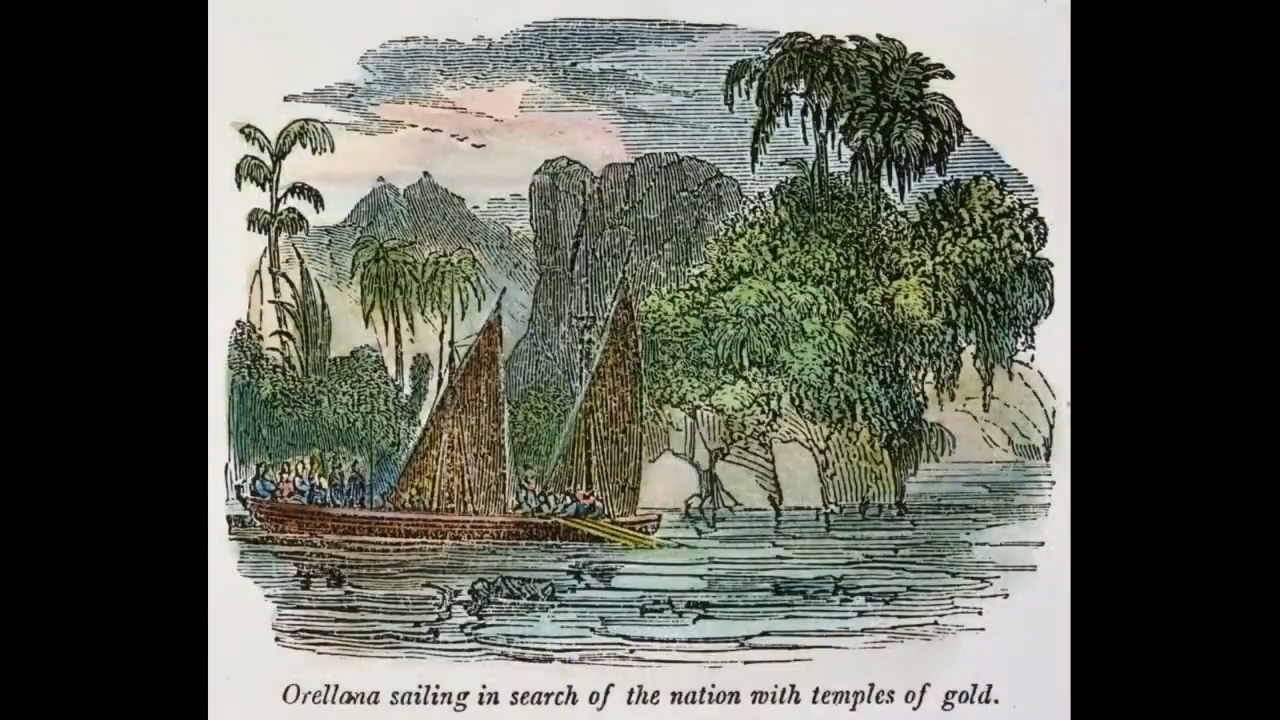 Orellana sailing in search of the nation with temples of gold.